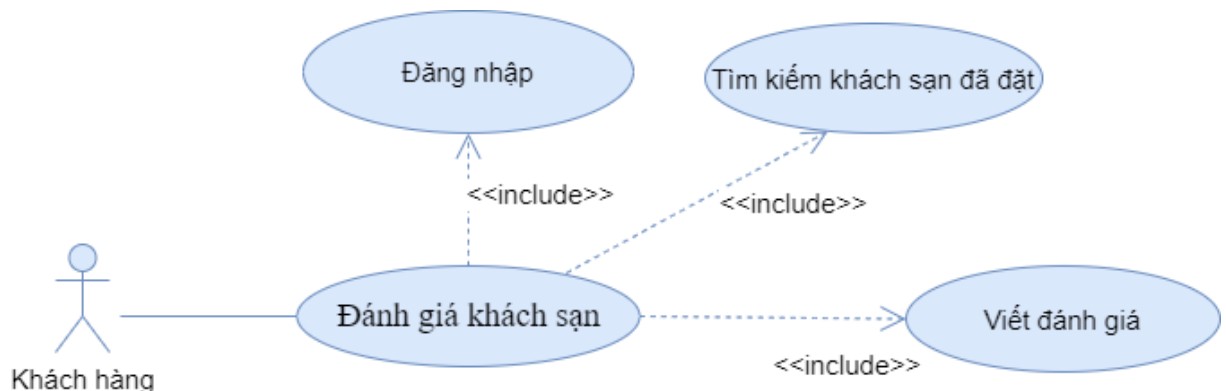 Đăng nhập
Tìm kiếm khách sạn đã đặt
<<include>>
<<include>>
Đánh giá khách sạn
Viết đánh giá
<<include>>
Khách hàng